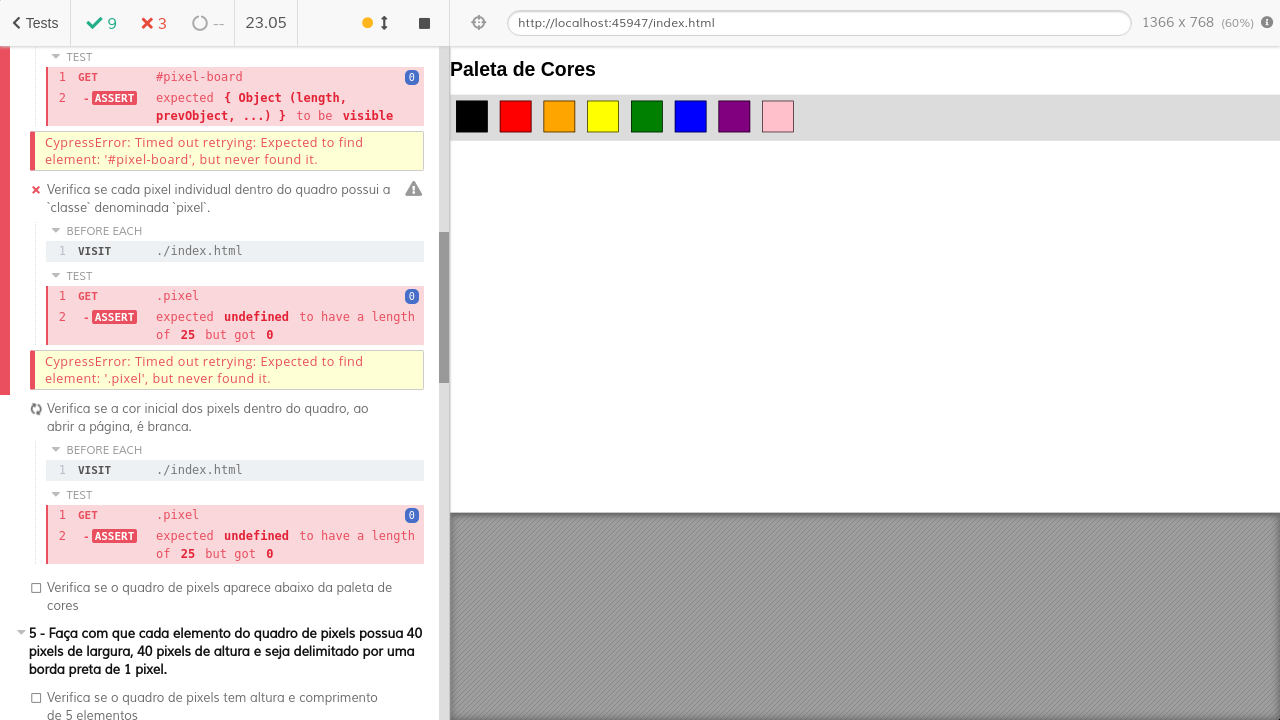 Tests 9 3 -- 23.05 http://localhost:45947/index.html 1366 x 768 (60%)
TEST
1 GET #pixel-board 0
2 -ASSERT expected { Object (length,
prevObject, ...) } to be visible
CypressError: Timed out retrying: Expected to find
element: '#pixel-board', but never found it.
Verifica se cada pixel individual dentro do quadro possui a
`classe` denominada `pixel`.
BEFORE EACH
1 VISIT ./index.html
TEST
1 GET .pixel 0
2 -ASSERT expected undefined to have a length
of 25 but got 0
CypressError: Timed out retrying: Expected to find
element: '.pixel', but never found it.
Verifica se a cor inicial dos pixels dentro do quadro, ao
abrir a página, é branca.
BEFORE EACH
1 VISIT ./index.html
TEST
1 GET .pixel 0
2 -ASSERT expected undefined to have a length
of 25 but got 0
Verifica se o quadro de pixels aparece abaixo da paleta de
cores
5 - Faça com que cada elemento do quadro de pixels possua 40
pixels de largura, 40 pixels de altura e seja delimitado por uma
borda preta de 1 pixel.
Verifica se o quadro de pixels tem altura e comprimento
de 5 elementos
Paleta de Cores